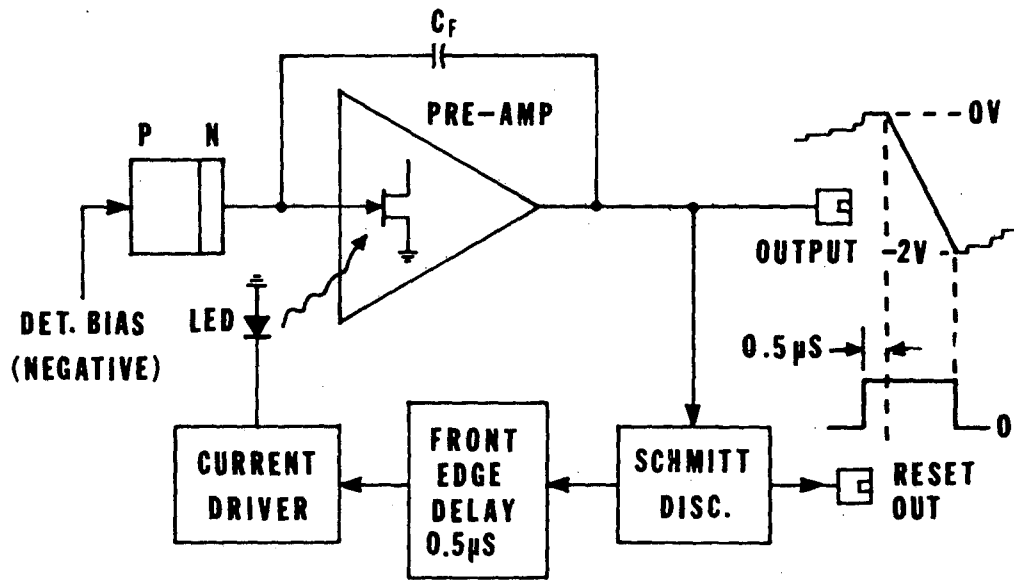 C_F
PRE-AMP
P N
0V
OUTPUT
-2V
LED
DET. BIAS
(NEGATIVE)
0.5µS
0
CURRENT
DRIVER
FRONT
EDGE
DELAY
0.5µS
SCHMITT
DISC.
RESET
OUT